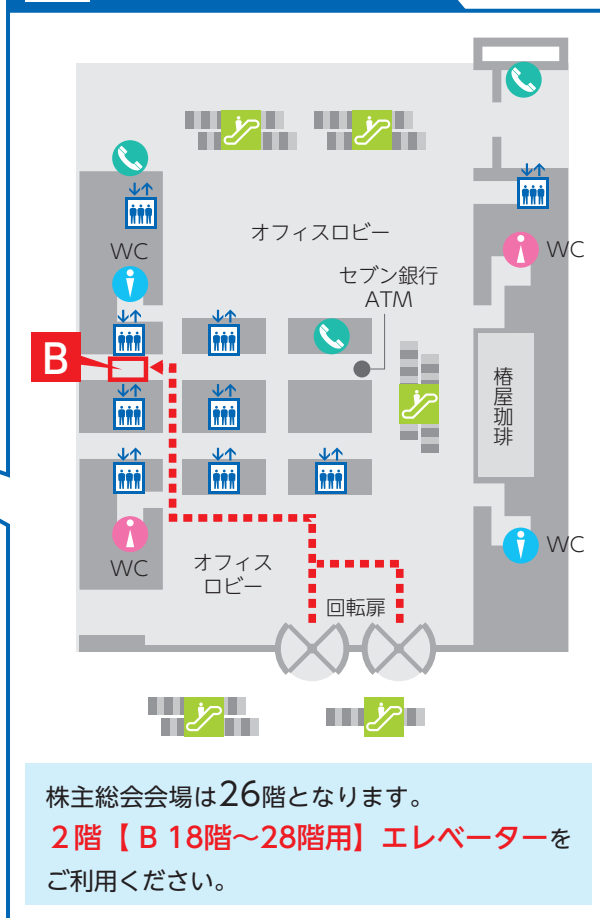 オフィスロビー
WC
WC
セブン銀行
ATM
B
椿屋珈琲
オフィス
ロビー
WC
WC
回転扉
株主総会会場は26階となります。
2階【 B 18階〜28階用】エレベーターを
ご利用ください。